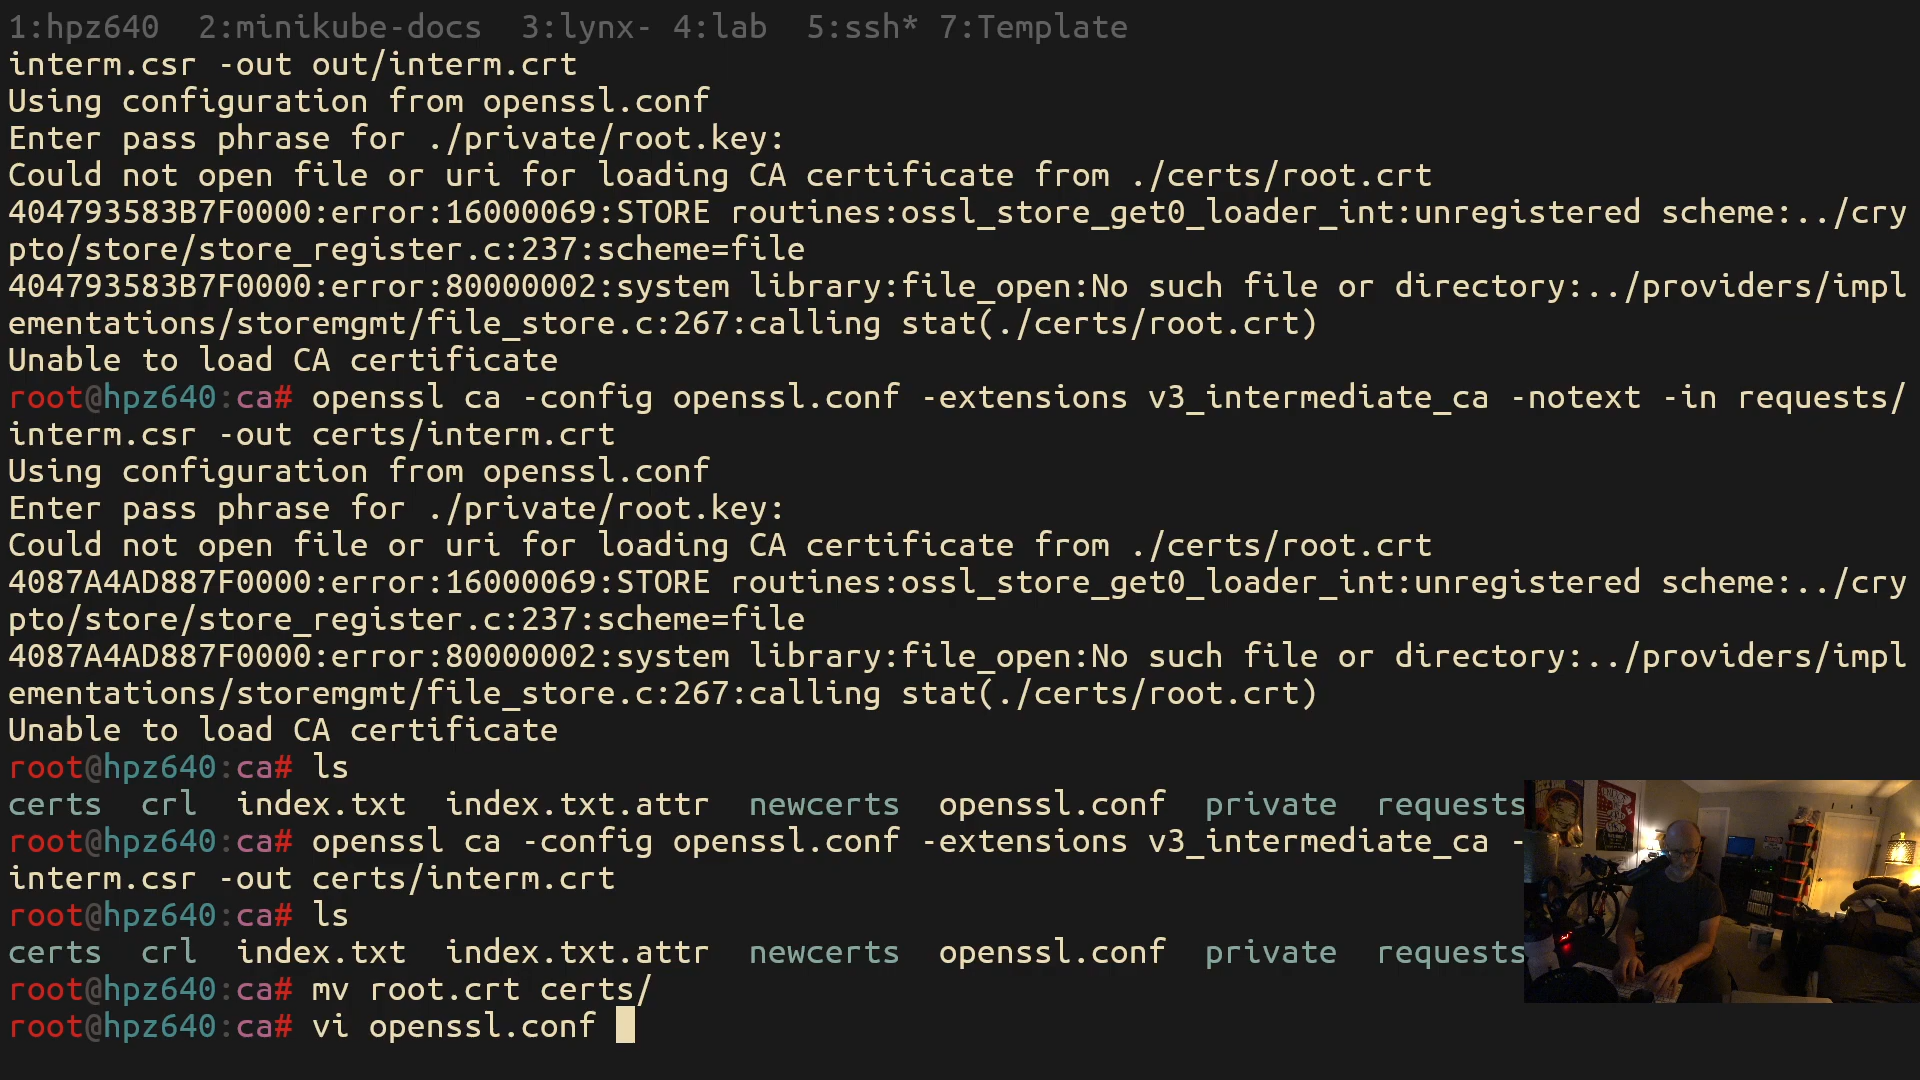 1:hpz640  2:minikube-docs  3:lynx- 4:lab  5:ssh* 7:Template
interm.csr -out out/interm.crt
Using configuration from openssl.conf
Enter pass phrase for ./private/root.key:
Could not open file or uri for loading CA certificate from ./certs/root.crt
404793583B7F0000:error:16000069:STORE routines:ossl_store_get0_loader_int:unregistered scheme:../cry
pto/store/store_register.c:237:scheme=file
404793583B7F0000:error:80000002:system library:file_open:No such file or directory:../providers/impl
ementations/storemgmt/file_store.c:267:calling stat(./certs/root.crt)
Unable to load CA certificate
root@hpz640:ca# openssl ca -config openssl.conf -extensions v3_intermediate_ca -notext -in requests/
interm.csr -out certs/interm.crt
Using configuration from openssl.conf
Enter pass phrase for ./private/root.key:
Could not open file or uri for loading CA certificate from ./certs/root.crt
4087A4AD887F0000:error:16000069:STORE routines:ossl_store_get0_loader_int:unregistered scheme:../cry
pto/store/store_register.c:237:scheme=file
4087A4AD887F0000:error:80000002:system library:file_open:No such file or directory:../providers/impl
ementations/storemgmt/file_store.c:267:calling stat(./certs/root.crt)
Unable to load CA certificate
root@hpz640:ca# ls
certs  crl  index.txt  index.txt.attr  newcerts  openssl.conf  private  requests
root@hpz640:ca# openssl ca -config openssl.conf -extensions v3_intermediate_ca -
interm.csr -out certs/interm.crt
root@hpz640:ca# ls
certs  crl  index.txt  index.txt.attr  newcerts  openssl.conf  private  requests
root@hpz640:ca# mv root.crt certs/
root@hpz640:ca# vi openssl.conf